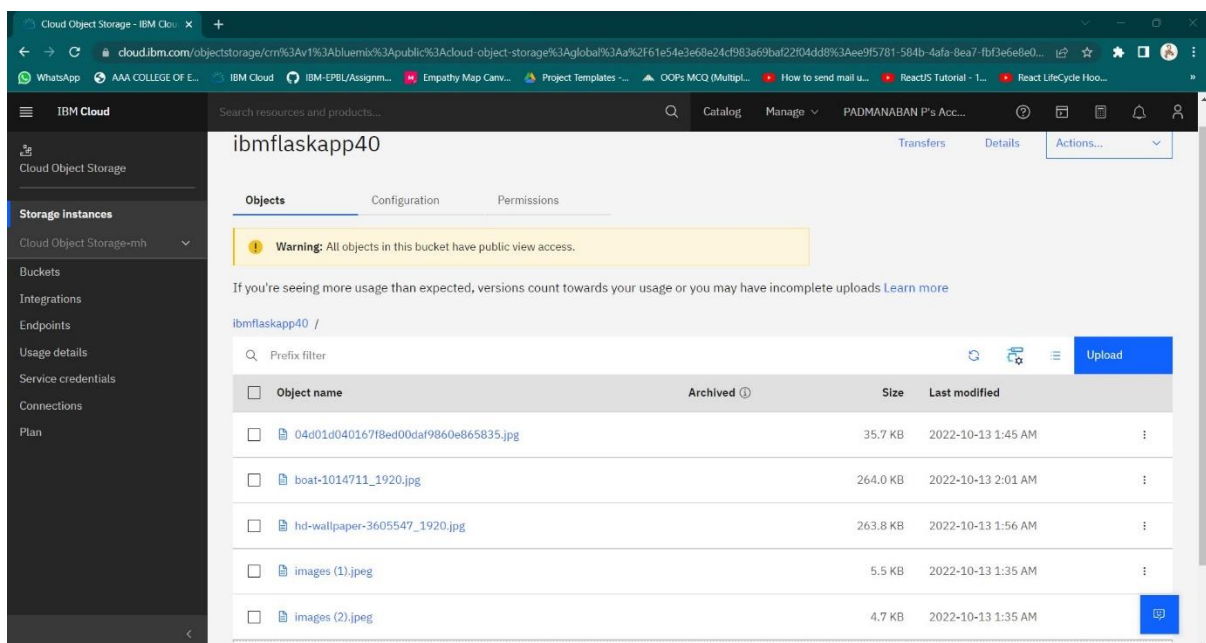 Cloud Object Storage - IBM Clou
cloud.ibm.com/objectstorage/crn%3Av1%3Abluemix%3Apublic%3Acloud-object-storage%3Aglobal%3Aa%2F61e54e3e68e24cf983a69baf22f04dd8%3Aee9f5781-584b-4afa-8ea7-fbf3e6e8e0...
WhatsApp AAA COLLEGE OF E... IBM Cloud IBM-EPBL/Assignm... Empathy Map Canv... Project Templates -... OOPs MCQ (Multipl... How to send mail u... ReactJS Tutorial - 1... React LifeCycle Hoo... »
IBM Cloud Search resources and products... Catalog Manage PADMANABAN P's Acc...
Cloud Object Storage
Storage instances
Cloud Object Storage-mh
Buckets
Integrations
Endpoints
Usage details
Service credentials
Connections
Plan
ibmflaskapp40 Transfers Details Actions...
Objects Configuration Permissions
Warning: All objects in this bucket have public view access.
If you're seeing more usage than expected, versions count towards your usage or you may have incomplete uploads Learn more
ibmflaskapp40 /
Prefix filter Upload
Object name Archived Size Last modified
04d01d040167f8ed00daf9860e865835.jpg 35.7 KB 2022-10-13 1:45 AM
boat-1014711_1920.jpg 264.0 KB 2022-10-13 2:01 AM
hd-wallpaper-3605547_1920.jpg 263.8 KB 2022-10-13 1:56 AM
images (1).jpeg 5.5 KB 2022-10-13 1:35 AM
images (2).jpeg 4.7 KB 2022-10-13 1:35 AM